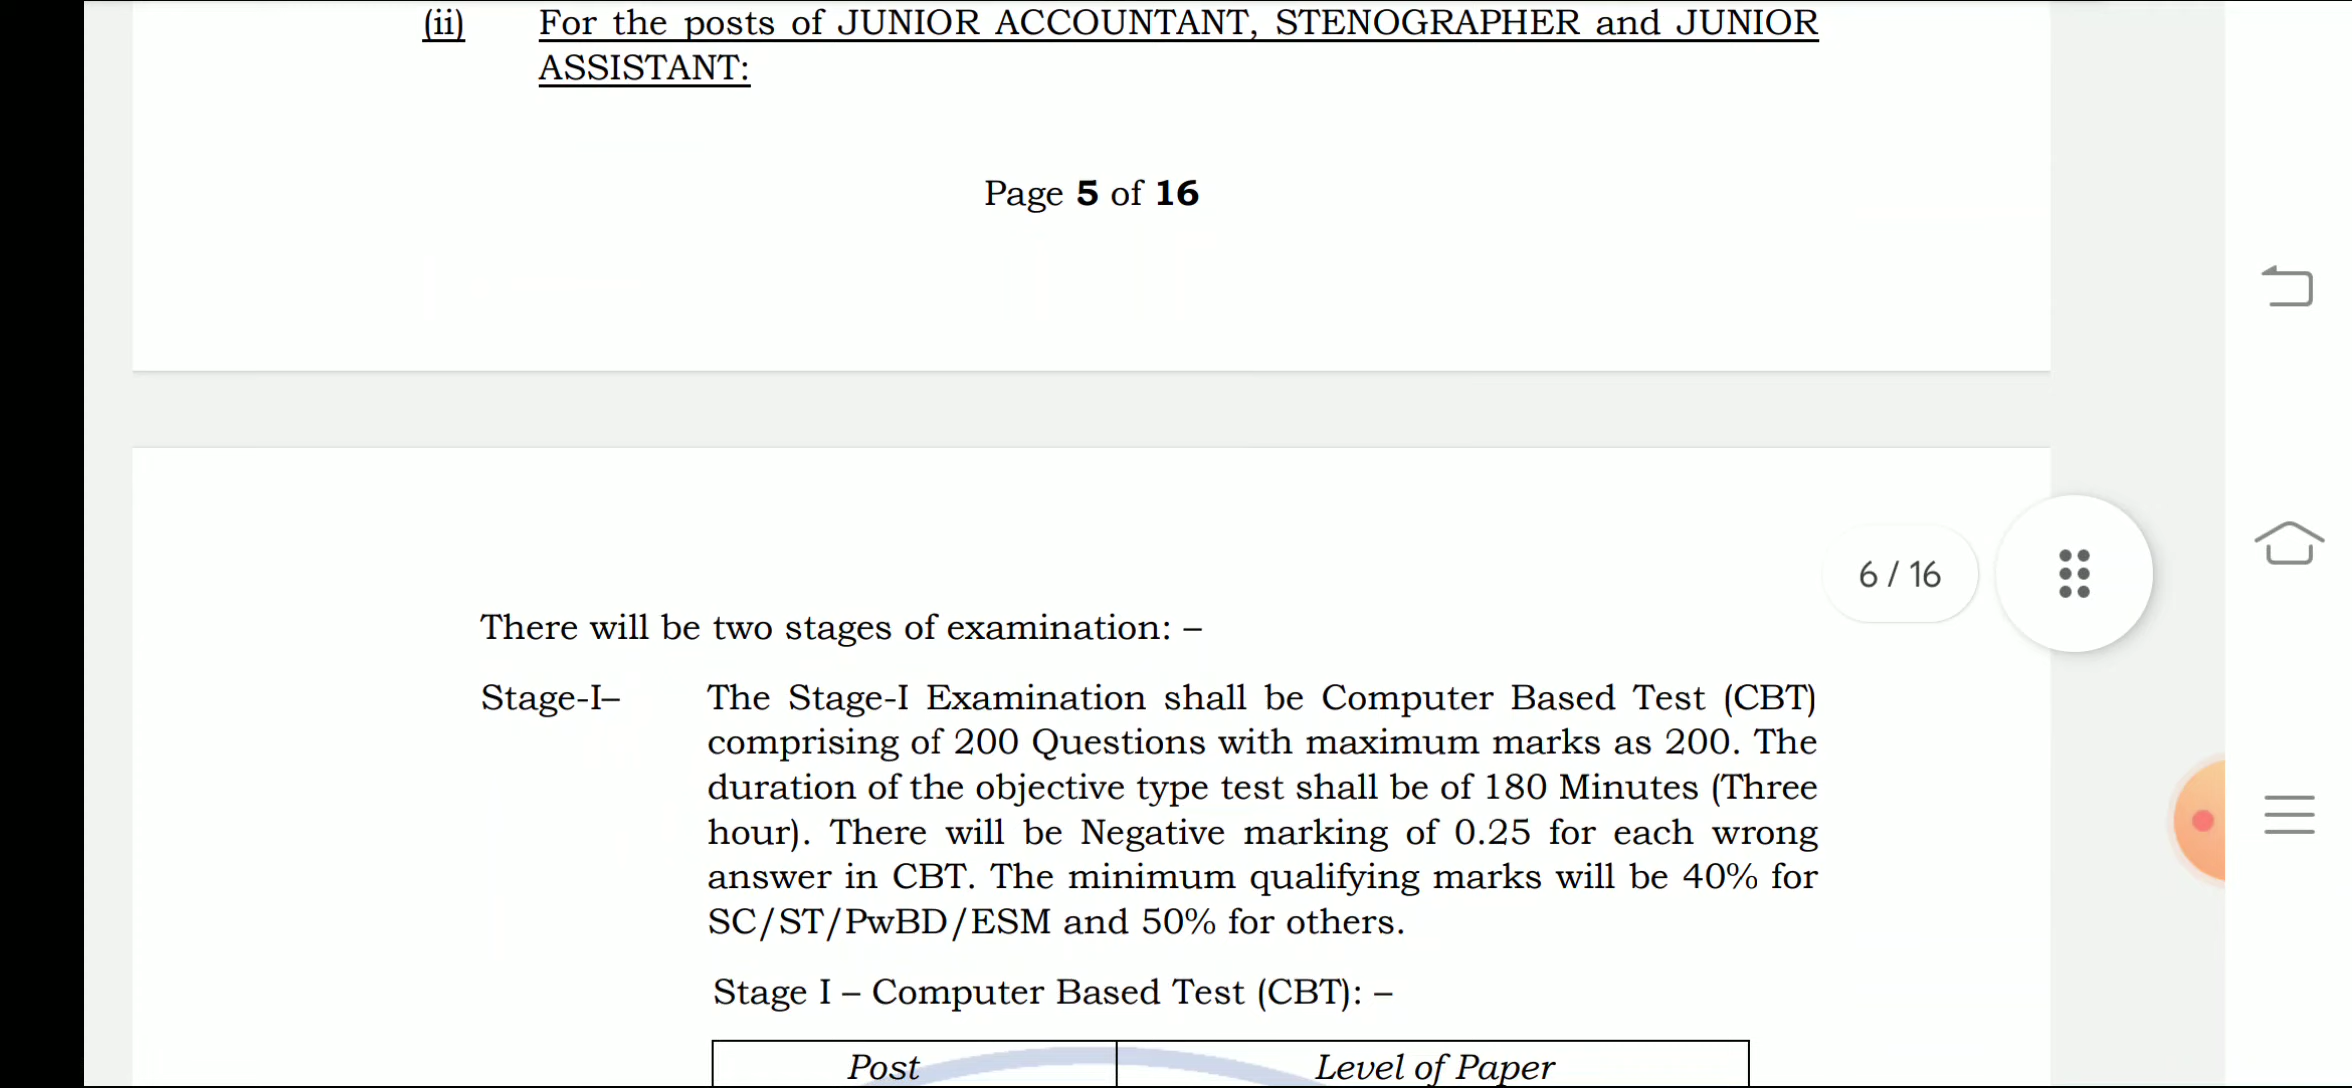 (ii) For the posts of JUNIOR ACCOUNTANT, STENOGRAPHER and JUNIOR
ASSISTANT:
Page 5 of 16
6 / 16
There will be two stages of examination: –
Stage-I– The Stage-I Examination shall be Computer Based Test (CBT)
comprising of 200 Questions with maximum marks as 200. The
duration of the objective type test shall be of 180 Minutes (Three
hour). There will be Negative marking of 0.25 for each wrong
answer in CBT. The minimum qualifying marks will be 40% for
SC/ST/PwBD/ESM and 50% for others.
Stage I – Computer Based Test (CBT): –
Post Level of Paper